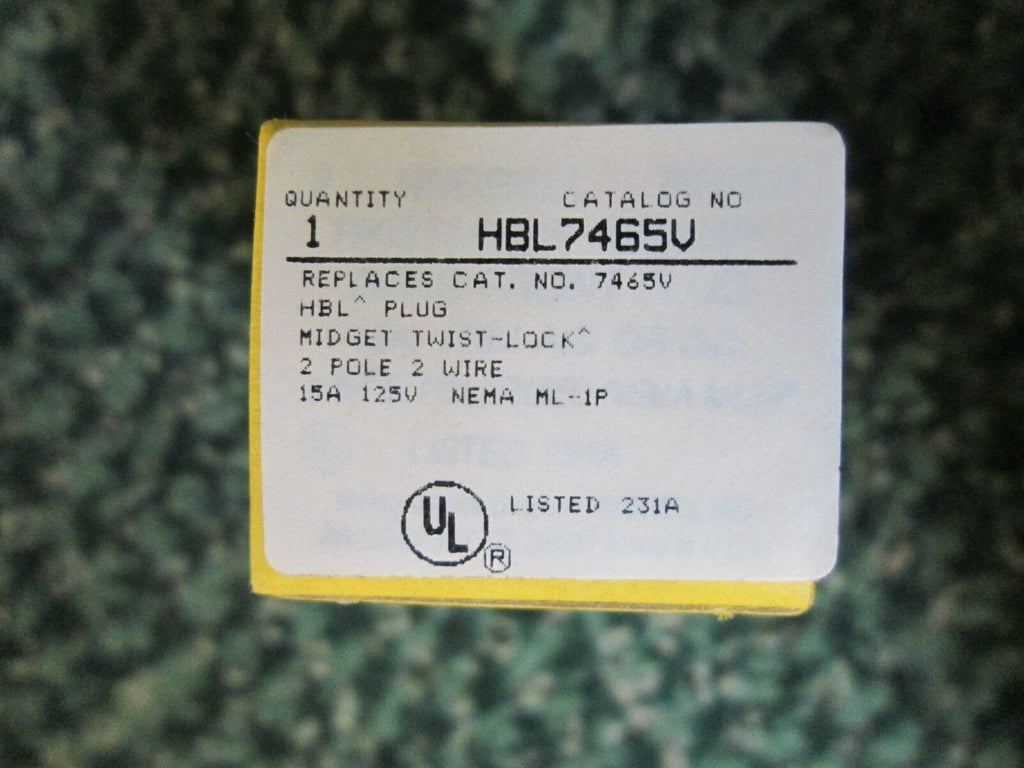 QUANTITY CATALOG NO
1 HBL7465V
REPLACES CAT. NO. 7465V
HBL^ PLUG
MIDGET TWIST-LOCK^
2 POLE 2 WIRE
15A 125V NEMA ML-1P
UL ® LISTED 231A